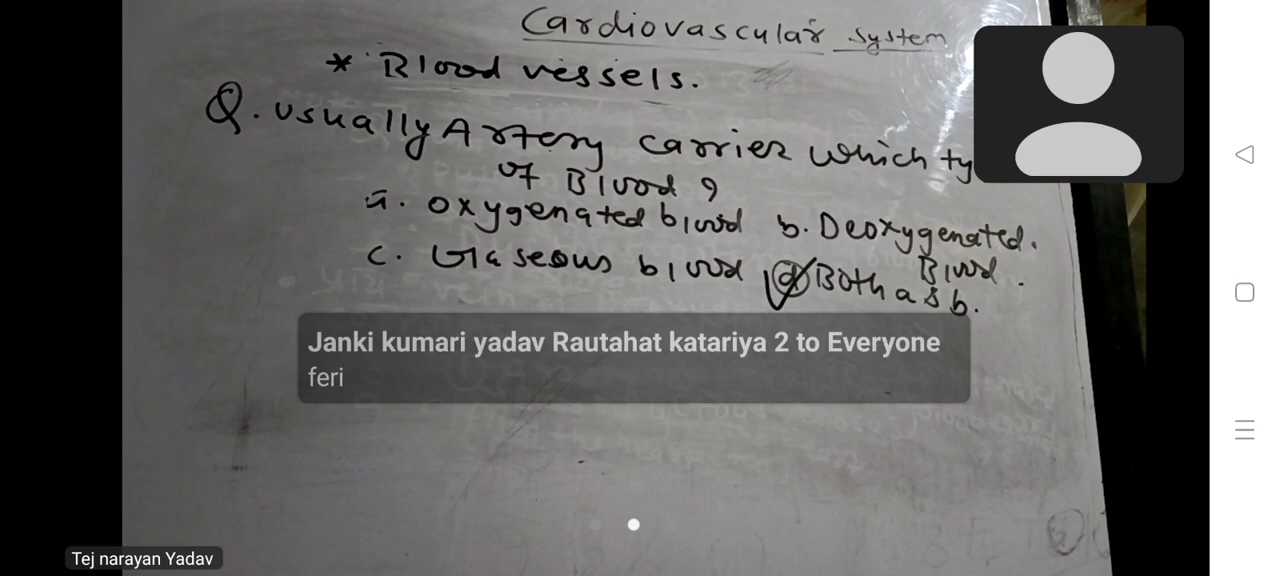 Cardiovascular system
* Blood vessels.
Q. usually Artery carries which ty
of Blood ?
a. oxygenated blood b. Deoxygenated. Blood.
c. Gaseous blood d Both a & b.
Janki kumari yadav Rautahat katariya 2 to Everyone
feri
Tej narayan Yadav